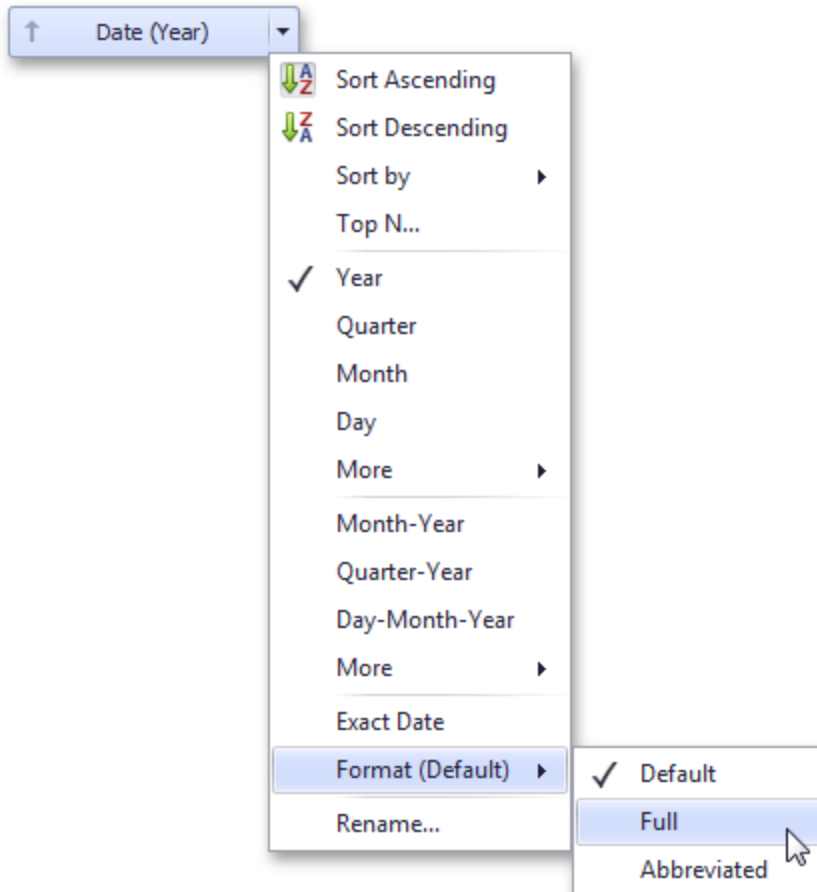 Date (Year)
Sort Ascending
Sort Descending
Sort by
Top N...
Year
Quarter
Month
Day
More
Month-Year
Quarter-Year
Day-Month-Year
More
Exact Date
Format (Default)
Rename...
Default
Full
Abbreviated